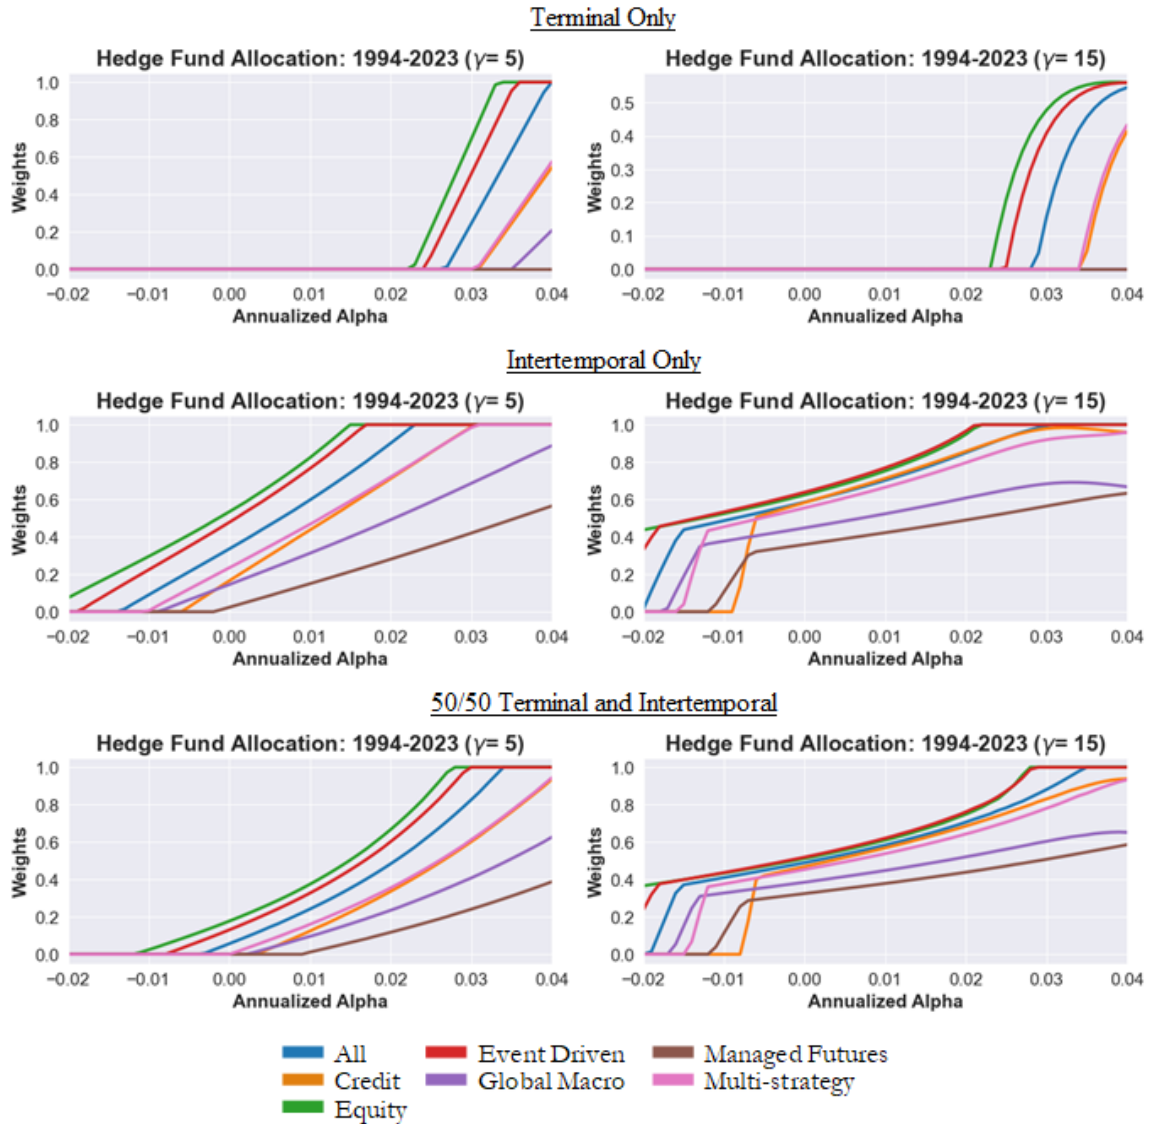 Terminal Only
Hedge Fund Allocation: 1994-2023 (γ= 5)
1.0
0.8
0.6
0.4
0.2
0.0
Weights
−0.02 −0.01 0.00 0.01 0.02 0.03 0.04
Annualized Alpha
Hedge Fund Allocation: 1994-2023 (γ= 15)
0.5
0.4
0.3
0.2
0.1
0.0
Weights
−0.02 −0.01 0.00 0.01 0.02 0.03 0.04
Annualized Alpha
Intertemporal Only
Hedge Fund Allocation: 1994-2023 (γ= 5)
1.0
0.8
0.6
0.4
0.2
0.0
Weights
−0.02 −0.01 0.00 0.01 0.02 0.03 0.04
Annualized Alpha
Hedge Fund Allocation: 1994-2023 (γ= 15)
1.0
0.8
0.6
0.4
0.2
0.0
Weights
−0.02 −0.01 0.00 0.01 0.02 0.03 0.04
Annualized Alpha
50/50 Terminal and Intertemporal
Hedge Fund Allocation: 1994-2023 (γ= 5)
1.0
0.8
0.6
0.4
0.2
0.0
Weights
−0.02 −0.01 0.00 0.01 0.02 0.03 0.04
Annualized Alpha
Hedge Fund Allocation: 1994-2023 (γ= 15)
1.0
0.8
0.6
0.4
0.2
0.0
Weights
−0.02 −0.01 0.00 0.01 0.02 0.03 0.04
Annualized Alpha
All
Credit
Equity
Event Driven
Global Macro
Managed Futures
Multi-strategy